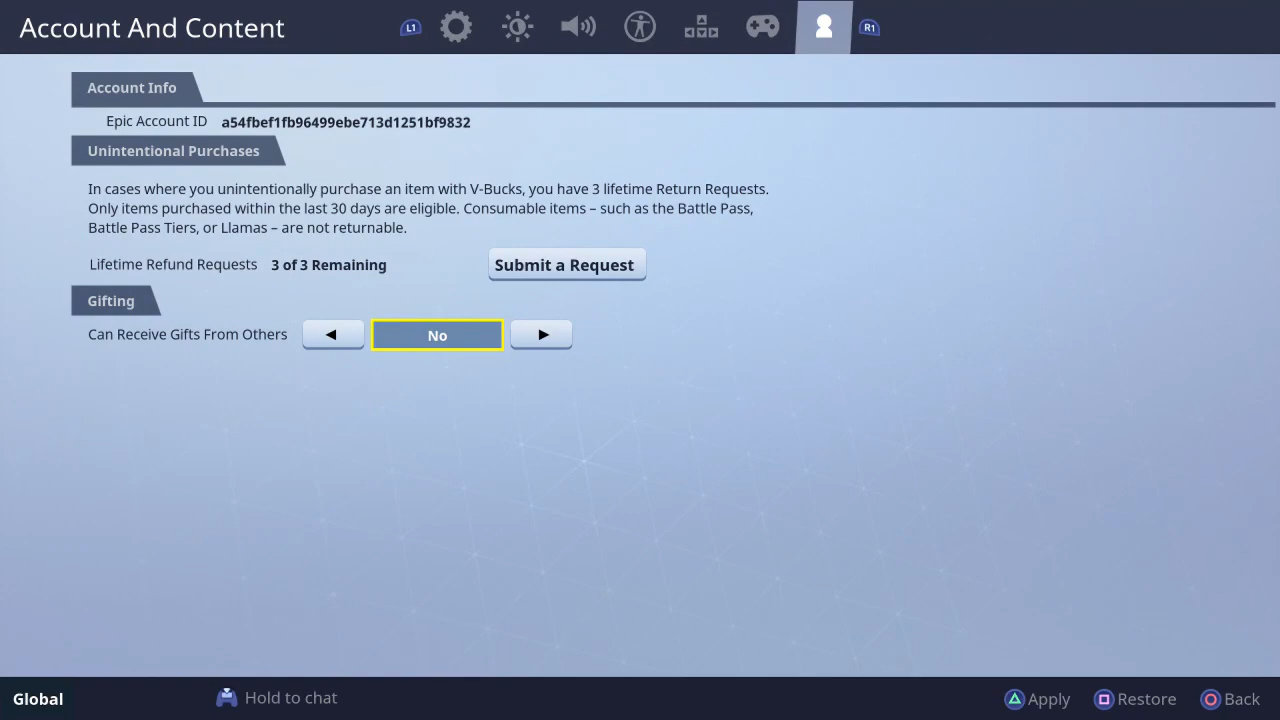 Account And Content
L1
R1
Account Info
Epic Account ID a54fbef1fb96499ebe713d1251bf9832
Unintentional Purchases
In cases where you unintentionally purchase an item with V-Bucks, you have 3 lifetime Return Requests.
Only items purchased within the last 30 days are eligible. Consumable items – such as the Battle Pass,
Battle Pass Tiers, or Llamas – are not returnable.
Lifetime Refund Requests 3 of 3 Remaining Submit a Request
Gifting
Can Receive Gifts From Others No
Global Hold to chat Apply Restore Back